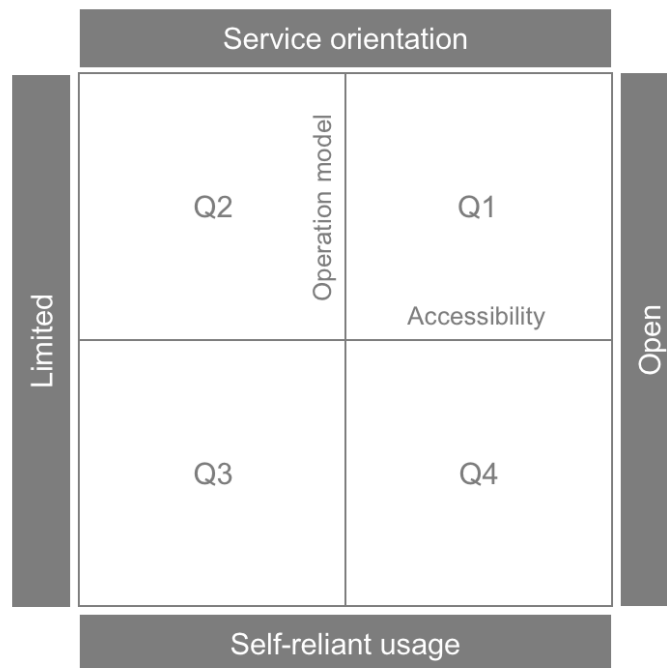 Service orientation
Limited
Q2
Operation model
Q1
Accessibility
Open
Q3
Q4
Self-reliant usage